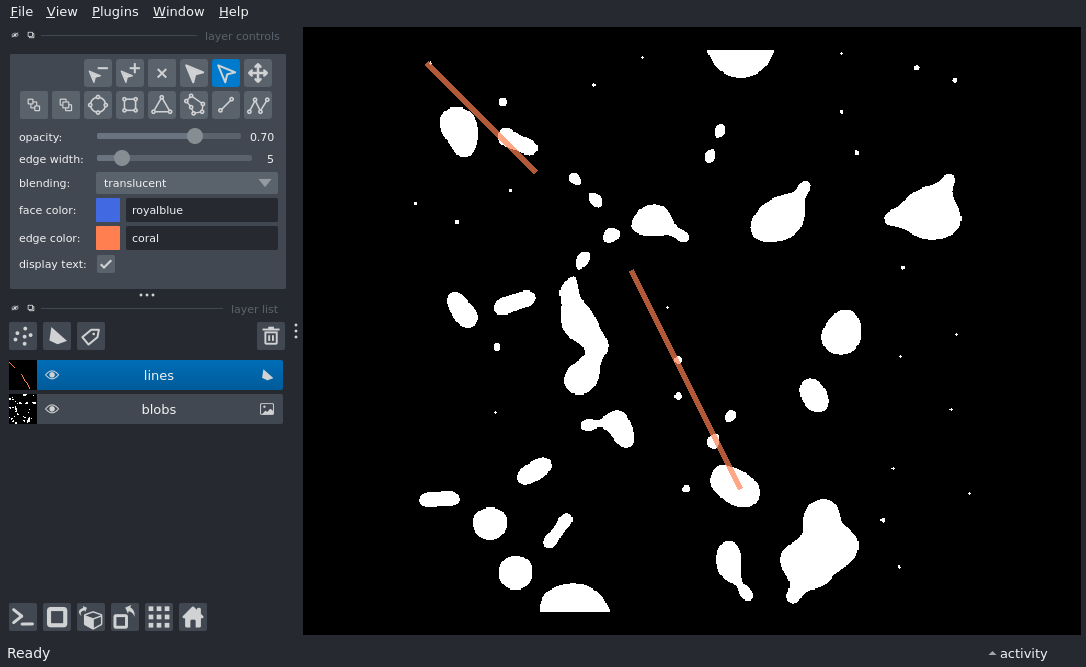 File View Plugins Window Help
layer controls
opacity: 0.70
edge width: 5
blending: translucent
face color: royalblue
edge color: coral
display text:
layer list
lines
blobs
Ready
activity